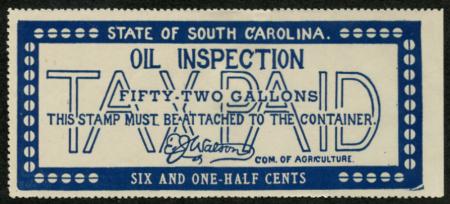 STATE OF SOUTH CAROLINA.
OIL INSPECTION
TAX PAID
FIFTY-TWO GALLONS
THIS STAMP MUST BE ATTACHED TO THE CONTAINER.
E J Watson
COM. OF AGRICULTURE.
SIX AND ONE-HALF CENTS